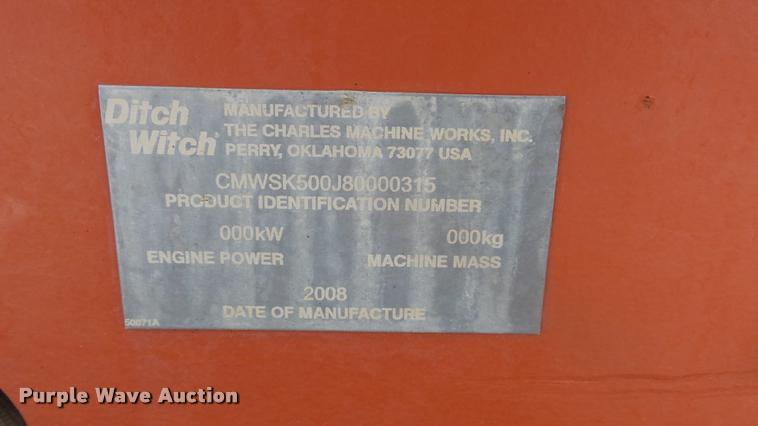 Ditch Witch®
MANUFACTURED BY
THE CHARLES MACHINE WORKS, INC.
PERRY, OKLAHOMA 73077 USA
CMWSK500J80000315
PRODUCT IDENTIFICATION NUMBER
000kW
000kg
ENGINE POWER
MACHINE MASS
2008
DATE OF MANUFACTURE
50071A
Purple Wave Auction